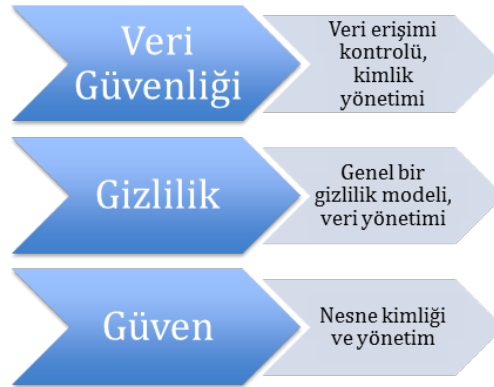 Veri
Güvenliği
Veri erişimi
kontrolü,
kimlik
yönetimi
Gizlilik
Genel bir
gizlilik modeli,
veri yönetimi
Güven
Nesne kimliği
ve yönetim